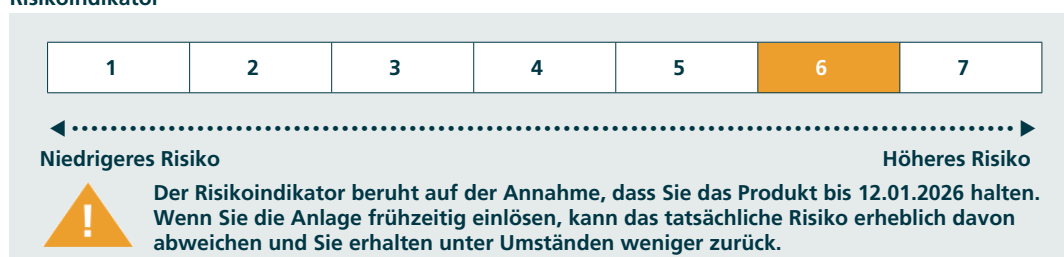 Risikoindikator
1 2 3 4 5 6 7
Niedrigeres Risiko Höheres Risiko
! Der Risikoindikator beruht auf der Annahme, dass Sie das Produkt bis 12.01.2026 halten.
Wenn Sie die Anlage frühzeitig einlösen, kann das tatsächliche Risiko erheblich davon
abweichen und Sie erhalten unter Umständen weniger zurück.